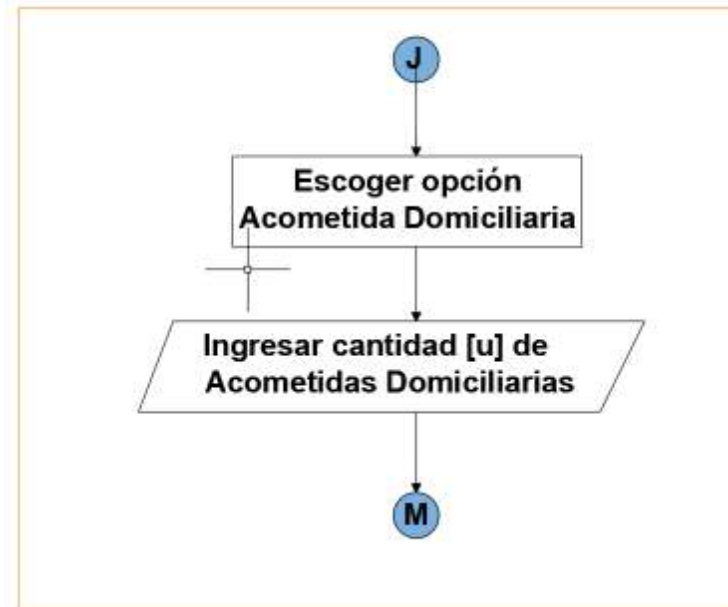 J
Escoger opción
Acometida Domiciliaria
Ingresar cantidad [u] de
Acometidas Domiciliarias
M